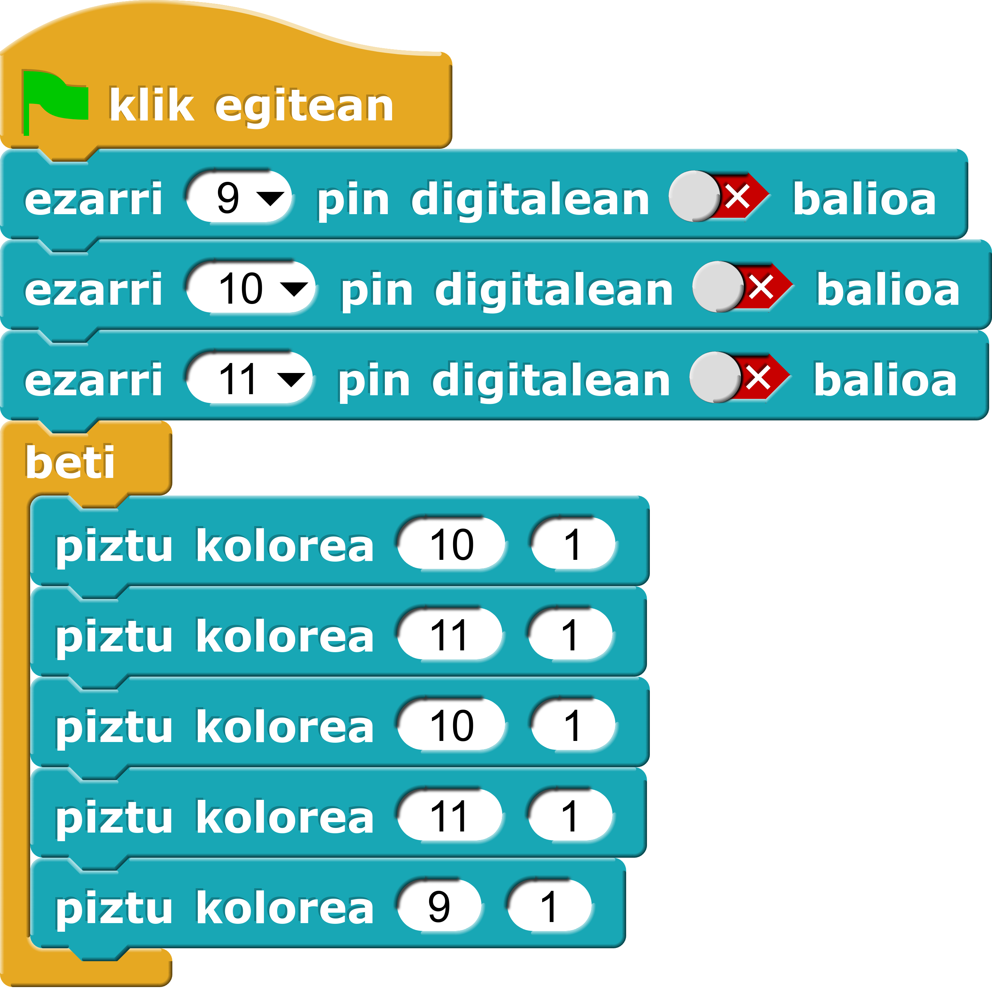 klik egitean
ezarri 9 pin digitalean balioa
ezarri 10 pin digitalean balioa
ezarri 11 pin digitalean balioa
beti
piztu kolorea 10 1
piztu kolorea 11 1
piztu kolorea 10 1
piztu kolorea 11 1
piztu kolorea 9 1